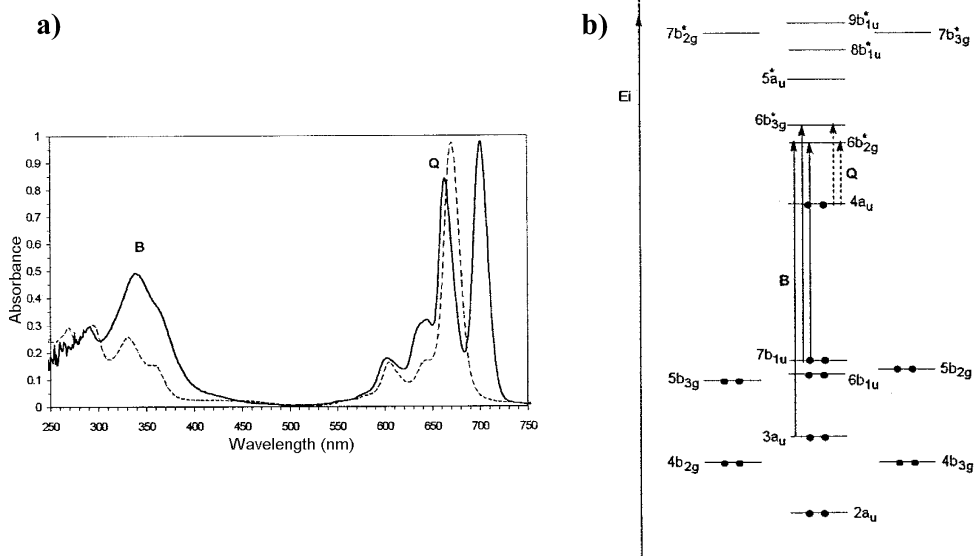 a)
Absorbance
1
0.9
0.8
0.7
0.6
0.5
0.4
0.3
0.2
0.1
0
B
Q
250 300 350 400 450 500 550 600 650 700 750
Wavelength (nm)
b)
Ei
9b*1u
7b*2g 7b*3g
8b*1u
5*au
6b*3g
6b*2g
Q
4au
B
7b1u
5b2g
5b3g 6b1u
3au
4b2g 4b3g
2au